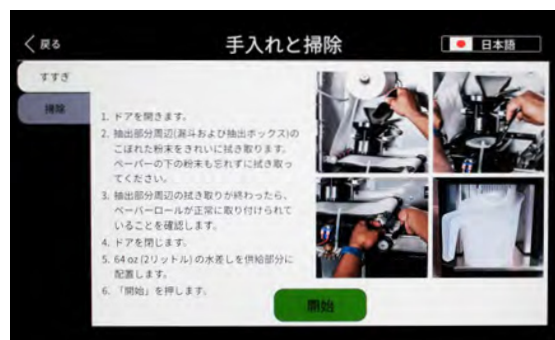 戻る
手入れと掃除
日本語
すすぎ
掃除
1. ドアを開きます。
2. 抽出部分周辺(漏斗および抽出ボックス)の
こぼれた粉末をきれいに拭き取ります。
ペーパーの下の粉末も忘れずに拭き取っ
てください。
3. 抽出部分周辺の拭き取りが終わったら、
ペーパーロールが正常に取り付けられて
いることを確認します。
4. ドアを閉じます。
5. 64 oz (2リットル) の水差しを供給部分に
配置します。
6. 「開始」を押します。
開始